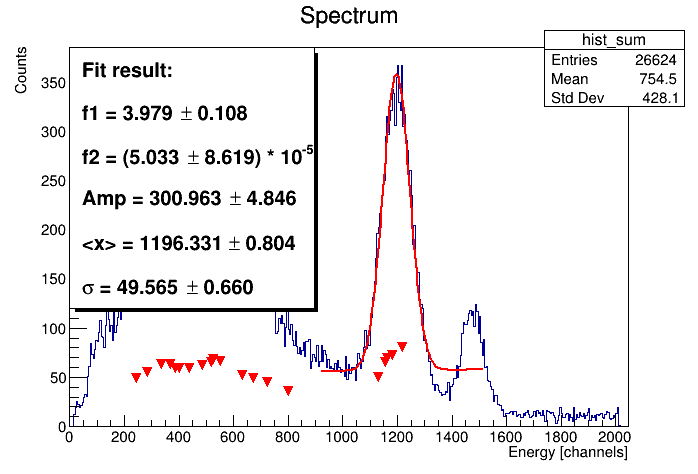 Spectrum
hist_sum
Entries 26624
Mean 754.5
Std Dev 428.1
Counts
Fit result:
f1 = 3.979 ± 0.108
f2 = (5.033 ± 8.619) * 10^-5
Amp = 300.963 ± 4.846
<x> = 1196.331 ± 0.804
σ = 49.565 ± 0.660
350
300
250
200
150
100
50
0
0 200 400 600 800 1000 1200 1400 1600 1800 2000
Energy [channels]